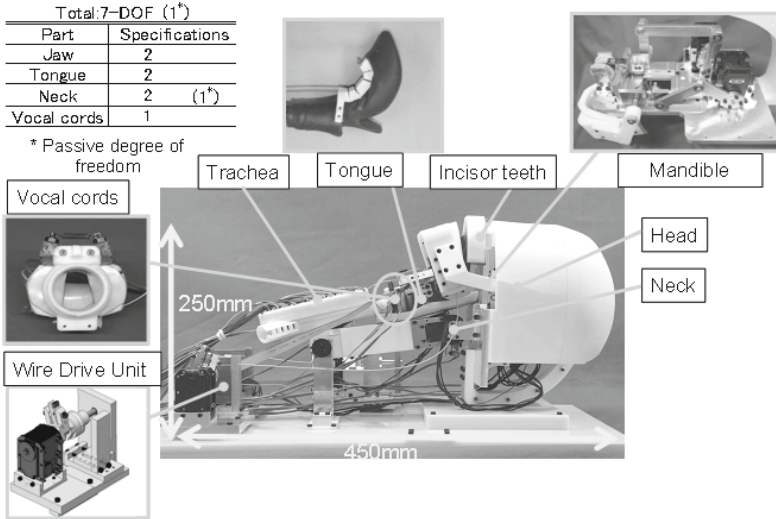 Total:7-DOF (1*)
Part Specifications
Jaw 2
Tongue 2
Neck 2 (1*)
Vocal cords 1
* Passive degree of
freedom
Trachea
Tongue
Incisor teeth
Mandible
Vocal cords
Head
Neck
250mm
Wire Drive Unit
450mm